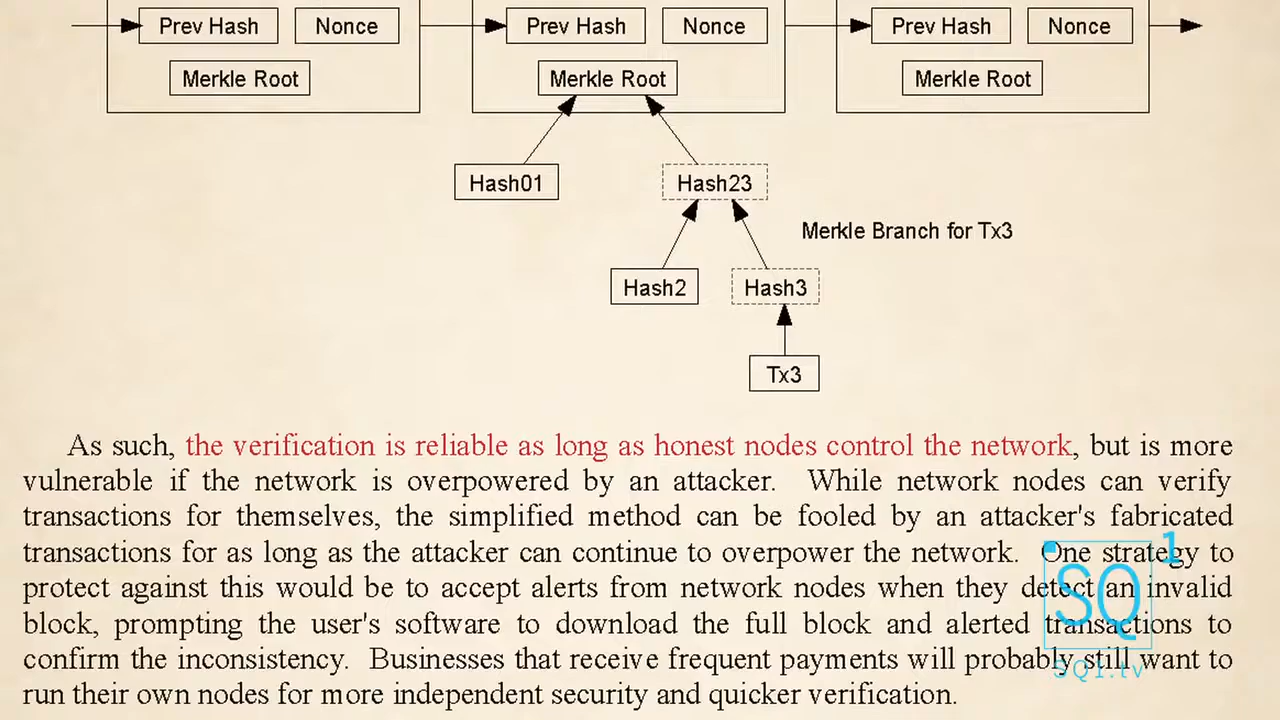 Prev Hash Nonce Prev Hash Nonce Prev Hash Nonce
Merkle Root Merkle Root Merkle Root
Hash01 Hash23
Merkle Branch for Tx3
Hash2 Hash3
Tx3
As such, the verification is reliable as long as honest nodes control the network, but is more
vulnerable if the network is overpowered by an attacker. While network nodes can verify
transactions for themselves, the simplified method can be fooled by an attacker's fabricated
transactions for as long as the attacker can continue to overpower the network. One strategy to
protect against this would be to accept alerts from network nodes when they detect an invalid
block, prompting the user's software to download the full block and alerted transactions to
confirm the inconsistency. Businesses that receive frequent payments will probably still want to
run their own nodes for more independent security and quicker verification.
SQ1
SQ1.tv